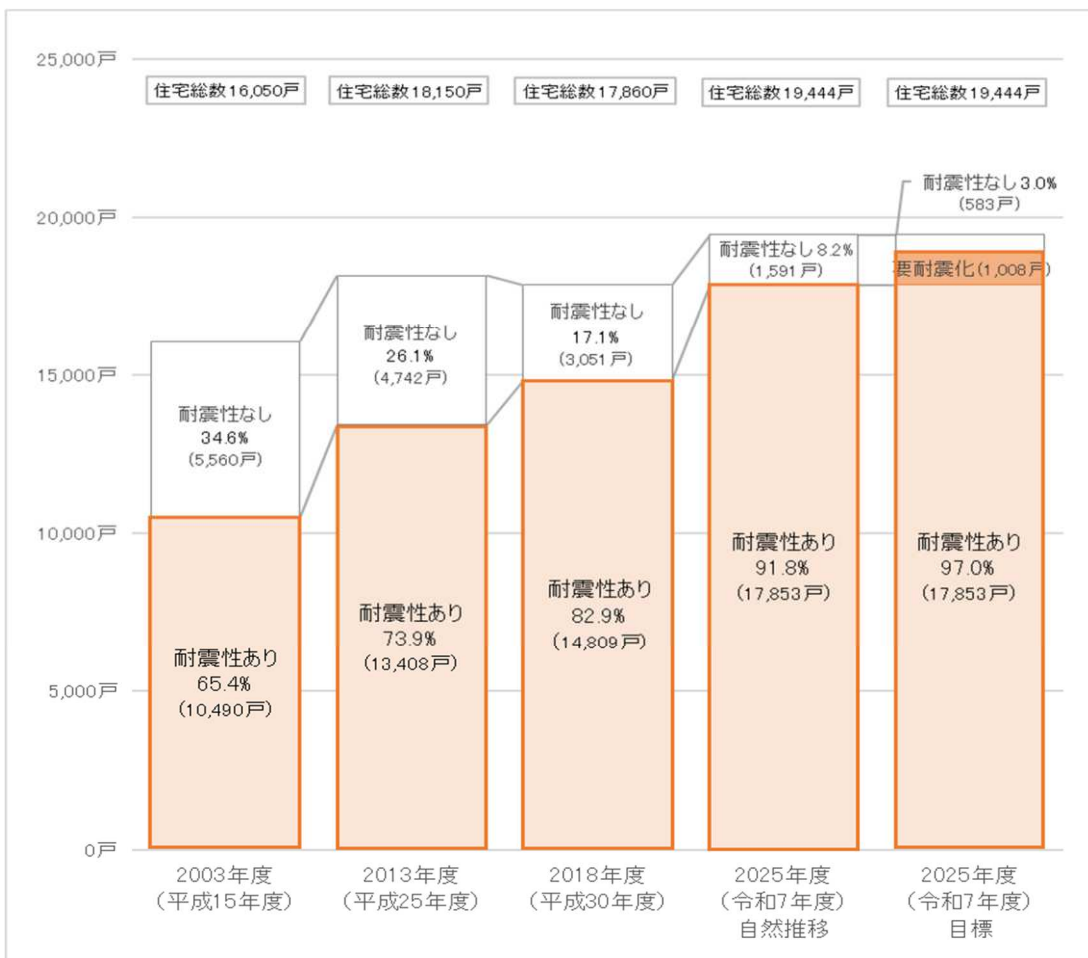 25,000戸
住宅総数16,050戸
住宅総数18,150戸
住宅総数17,860戸
住宅総数19,444戸
住宅総数19,444戸
20,000戸
15,000戸
10,000戸
5,000戸
0戸
耐震性なし
34.6%
(5,560戸)
耐震性あり
65.4%
(10,490戸)
耐震性なし
26.1%
(4,742戸)
耐震性あり
73.9%
(13,408戸)
耐震性なし
17.1%
(3,051戸)
耐震性あり
82.9%
(14,809戸)
耐震性なし8.2%
(1,591戸)
耐震性あり
91.8%
(17,853戸)
耐震性なし3.0%
(583戸)
要耐震化(1,008戸)
耐震性あり
97.0%
(17,853戸)
2003年度
(平成15年度)
2013年度
(平成25年度)
2018年度
(平成30年度)
2025年度
(令和7年度)
自然推移
2025年度
(令和7年度)
目標